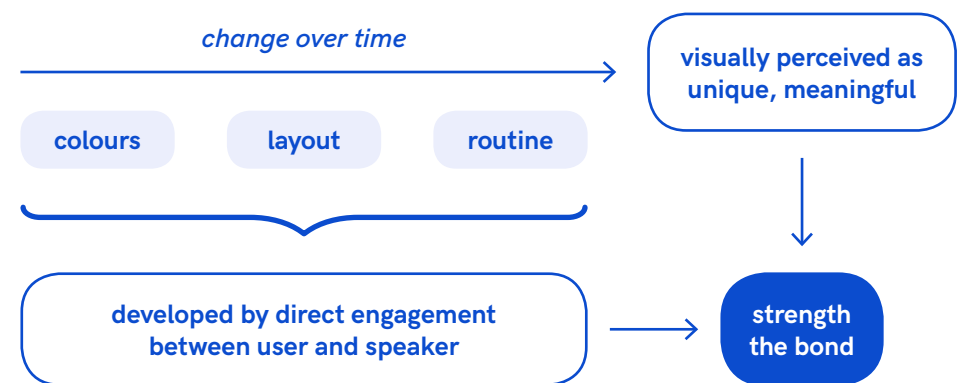 change over time
visually perceived as
unique, meaningful
colours
layout
routine
developed by direct engagement
between user and speaker
strength
the bond